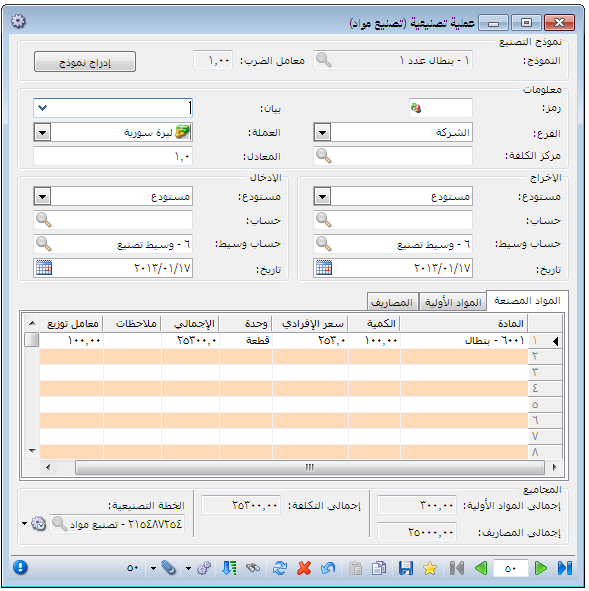 عملية تصنيعية (تصنيع مواد)
نموذج التصنيع
النموذج: ١ - بنطال عدد ١ معامل الضرب: ١,٠٠ إدراج نموذج
معلومات
رمز: بيان: أ
الفرع: الشركة العملة: ليرة سورية
مركز الكلفة: المعادل: ١,٠
الإخراج الإدخال
مستودع: مستودع مستودع: مستودع
حساب: حساب:
حساب وسيط: ٦ - وسيط تصنيع حساب وسيط: ٦ - وسيط تصنيع
تاريخ: ٢٠١٣/٠١/١٧ تاريخ: ٢٠١٣/٠١/١٧
المواد المصنعة المواد الأولية المصاريف
المادة الكمية سعر الإفرادي وحدة الإجمالي ملاحظات معامل توزيع
١ ٦٠٠١ - بنطال ١٠٠,٠٠ ٢٥٣,٠ قطعة ٢٥٣٠٠,٠ ١٠٠,٠٠
٢
٣
٤
٥
٦
٧
٨
المجاميع
إجمالي المواد الأولية: ٣٠٠,٠٠ إجمالي التكلفة: ٢٥٣٠٠,٠٠ الخطة التصنيعية:
٢١٥٤٨٧٢٥٤ - تصنيع مواد
إجمالي المصاريف: ٢٥٠٠٠,٠٠
٥٠ ٥٠